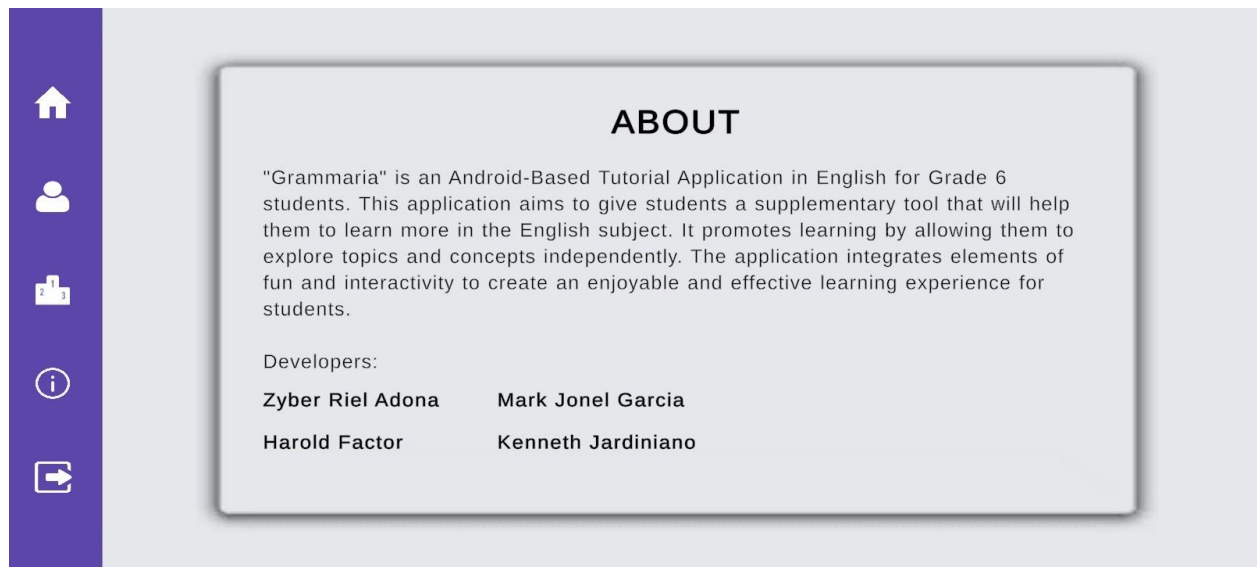 ABOUT
"Grammaria" is an Android-Based Tutorial Application in English for Grade 6
students. This application aims to give students a supplementary tool that will help
them to learn more in the English subject. It promotes learning by allowing them to
explore topics and concepts independently. The application integrates elements of
fun and interactivity to create an enjoyable and effective learning experience for
students.
Developers:
Zyber Riel Adona Mark Jonel Garcia
Harold Factor Kenneth Jardiniano
2 1 3